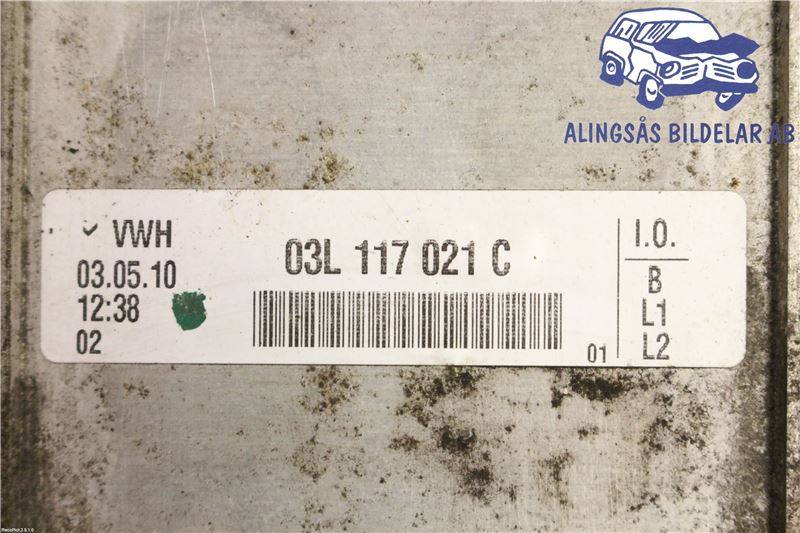 ALINGSÅS BILDELAR AB
VWH
03.05.10
12:38
02
03L 117 021 C
01
I.O.
B
L1
L2